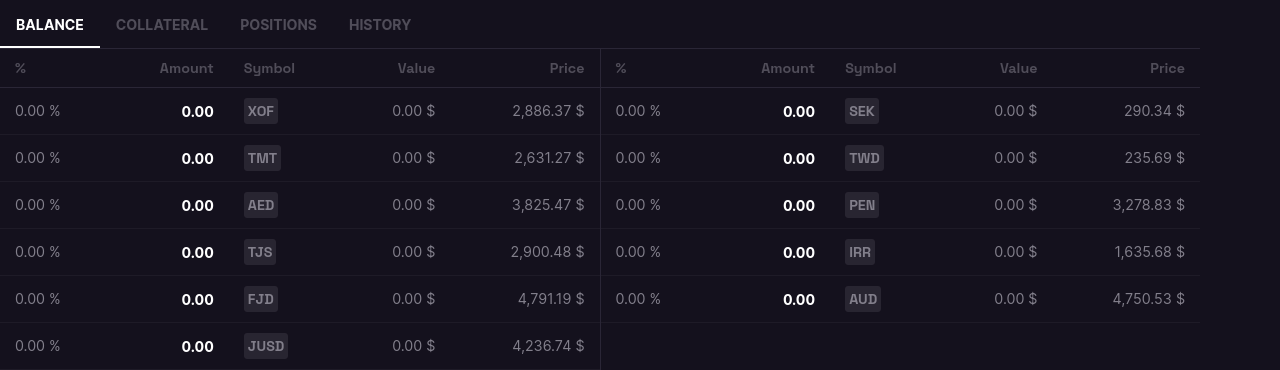 BALANCE COLLATERAL POSITIONS HISTORY
% Amount Symbol Value Price % Amount Symbol Value Price
0.00 % 0.00 XOF 0.00 $ 2,886.37 $ 0.00 % 0.00 SEK 0.00 $ 290.34 $
0.00 % 0.00 TMT 0.00 $ 2,631.27 $ 0.00 % 0.00 TWD 0.00 $ 235.69 $
0.00 % 0.00 AED 0.00 $ 3,825.47 $ 0.00 % 0.00 PEN 0.00 $ 3,278.83 $
0.00 % 0.00 TJS 0.00 $ 2,900.48 $ 0.00 % 0.00 IRR 0.00 $ 1,635.68 $
0.00 % 0.00 FJD 0.00 $ 4,791.19 $ 0.00 % 0.00 AUD 0.00 $ 4,750.53 $
0.00 % 0.00 JUSD 0.00 $ 4,236.74 $